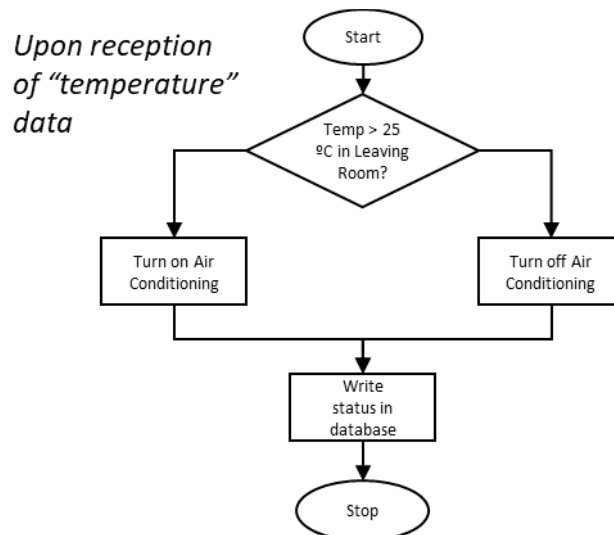 Upon reception
of “temperature”
data
Start
Temp > 25
ºC in Leaving
Room?
Turn on Air
Conditioning
Turn off Air
Conditioning
Write
status in
database
Stop